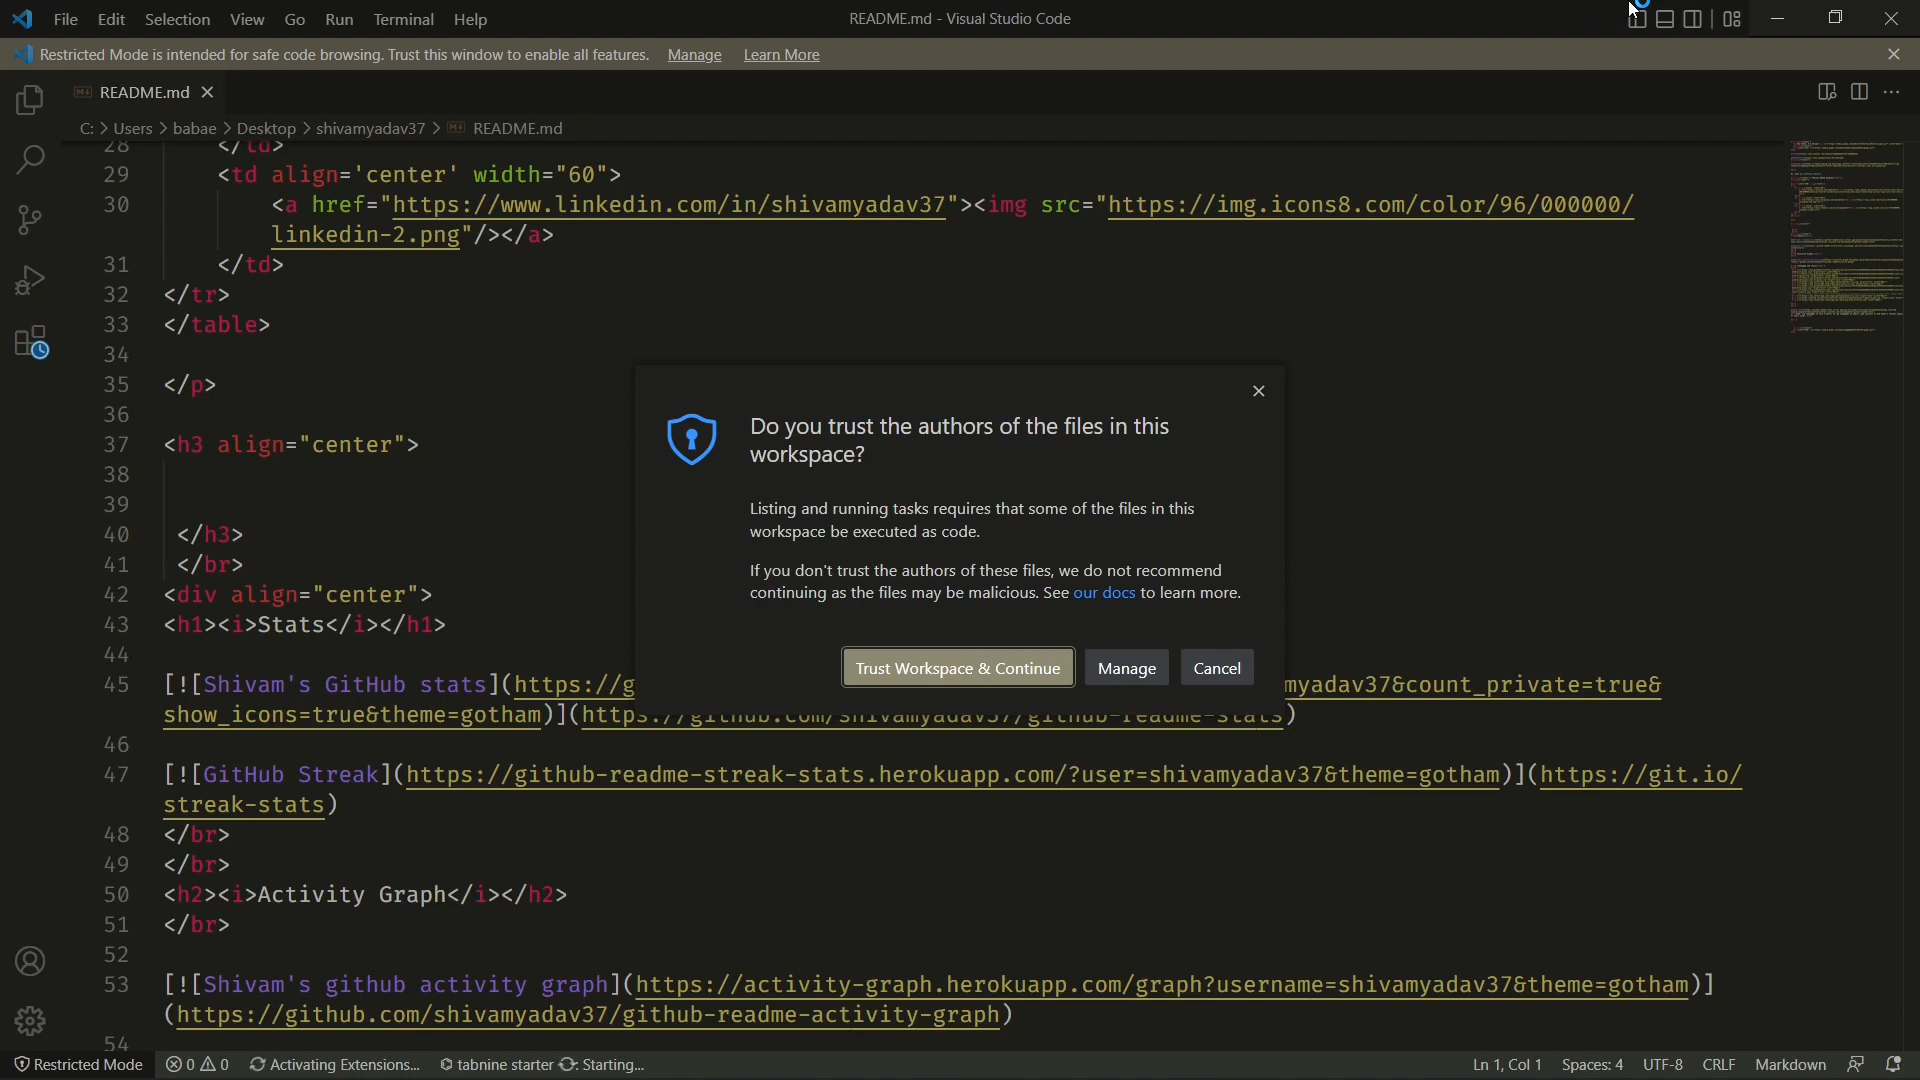 File Edit Selection View Go Run Terminal Help
README.md - Visual Studio Code
Restricted Mode is intended for safe code browsing. Trust this window to enable all features. Manage Learn More
README.md
C: > Users > babae > Desktop > shivamyadav37 > README.md
28 </td>
29 <td align='center' width="60">
30 <a href="https://www.linkedin.com/in/shivamyadav37"><img src="https://img.icons8.com/color/96/000000/
linkedin-2.png"/></a>
31 </td>
32 </tr>
33 </table>
34
35 </p>
36
37 <h3 align="center">
38
39
40 </h3>
41 </br>
42 <div align="center">
43 <h1><i>Stats</i></h1>
44
45 [![Shivam's GitHub stats](https://g
myadav37&count_private=true&
show_icons=true&theme=gotham)](https://github.com/shivamyadav37/github-readme-stats)
46
47 [![GitHub Streak](https://github-readme-streak-stats.herokuapp.com/?user=shivamyadav37&theme=gotham)](https://git.io/
streak-stats)
48 </br>
49 </br>
50 <h2><i>Activity Graph</i></h2>
51 </br>
52
53 [![Shivam's github activity graph](https://activity-graph.herokuapp.com/graph?username=shivamyadav37&theme=gotham)]
(https://github.com/shivamyadav37/github-readme-activity-graph)
54
Do you trust the authors of the files in this
workspace?
Listing and running tasks requires that some of the files in this
workspace be executed as code.
If you don't trust the authors of these files, we do not recommend
continuing as the files may be malicious. See our docs to learn more.
Trust Workspace & Continue Manage Cancel
Restricted Mode 0 0 Activating Extensions... tabnine starter Starting...
Ln 1, Col 1 Spaces: 4 UTF-8 CRLF Markdown